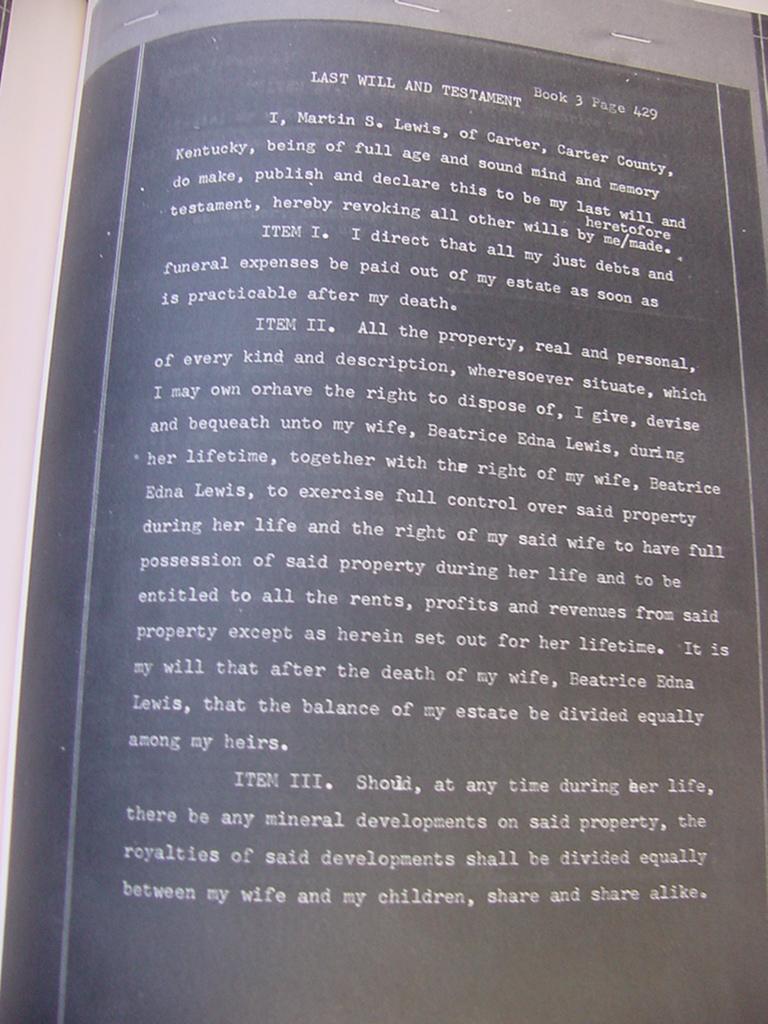 LAST WILL AND TESTAMENT Book 3 Page 429
I, Martin S. Lewis, of Carter, Carter County,
Kentucky, being of full age and sound mind and memory
do make, publish and declare this to be my last will and
testament, hereby revoking all other wills by me/made.
heretofore
ITEM I. I direct that all my just debts and
funeral expenses be paid out of my estate as soon as
is practicable after my death.
ITEM II. All the property, real and personal,
of every kind and description, wheresoever situate, which
I may own orhave the right to dispose of, I give, devise
and bequeath unto my wife, Beatrice Edna Lewis, during
her lifetime, together with the right of my wife, Beatrice
Edna Lewis, to exercise full control over said property
during her life and the right of my said wife to have full
possession of said property during her life and to be
entitled to all the rents, profits and revenues from said
property except as herein set out for her lifetime. It is
my will that after the death of my wife, Beatrice Edna
Lewis, that the balance of my estate be divided equally
among my heirs.
ITEM III. Should, at any time during her life,
there be any mineral developments on said property, the
royalties of said developments shall be divided equally
between my wife and my children, share and share alike.